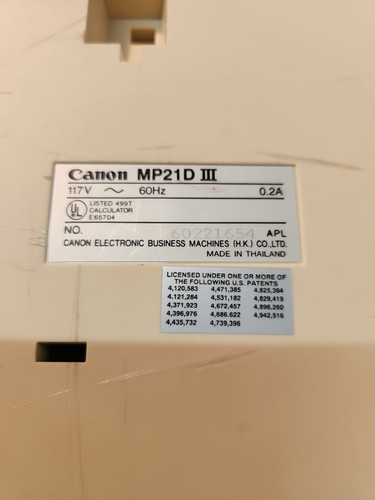 Canon MP21D III
117V ~ 60Hz 0.2A
UL LISTED 499T
CALCULATOR
E65704
NO. 60221654 APL
CANON ELECTRONIC BUSINESS MACHINES (H.K.) CO.,LTD.
MADE IN THAILAND
LICENSED UNDER ONE OR MORE OF
THE FOLLOWING U.S. PATENTS
4,120,583 4,471,385 4,825,364
4,121,284 4,531,182 4,829,419
4,371,923 4,672,457 4,896,260
4,396,976 4,686,622 4,942,516
4,435,732 4,739,396